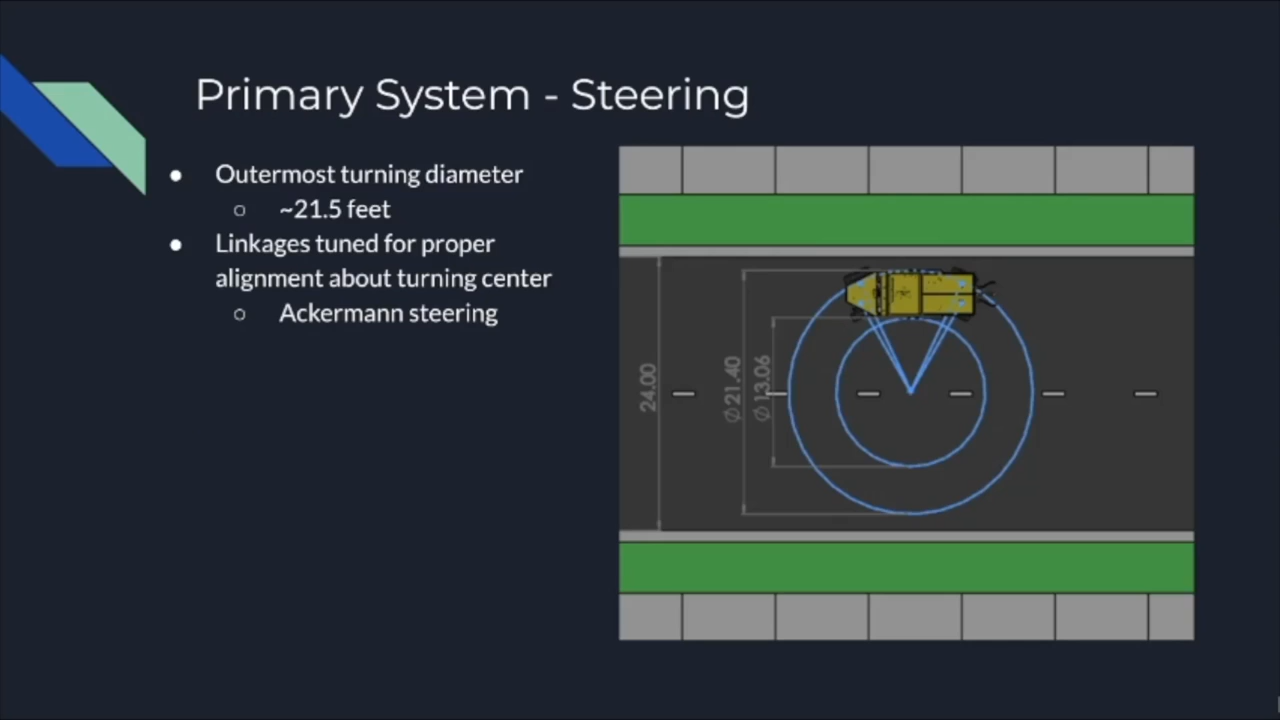 Primary System - Steering
● Outermost turning diameter
○ ~21.5 feet
● Linkages tuned for proper
alignment about turning center
○ Ackermann steering
24.00
∅21.40
∅13.06